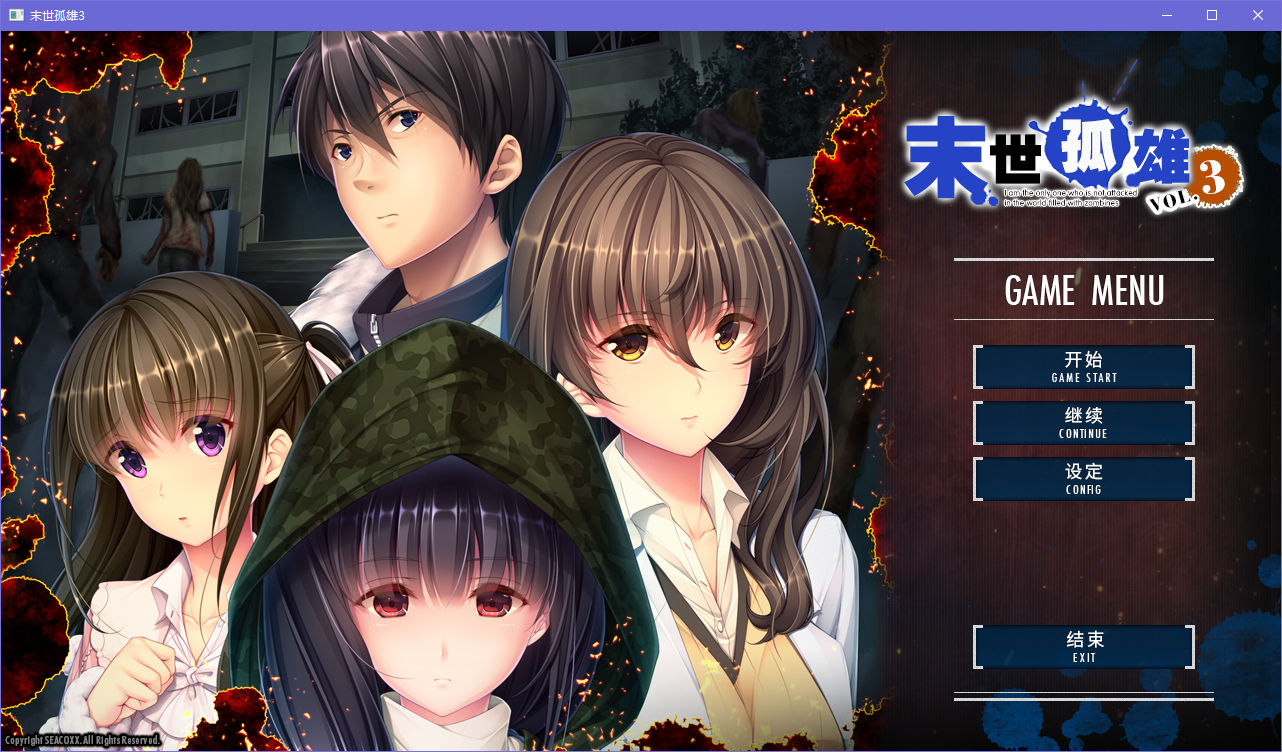 末世孤雄3
末世孤雄
I am the only one who is not attacked
in the world filled with zombies
VOL.3
GAME MENU
开始
GAME START
继续
CONTINUE
设定
CONFIG
结束
EXIT
Copyright SEACOXX. All Rights Reserved.